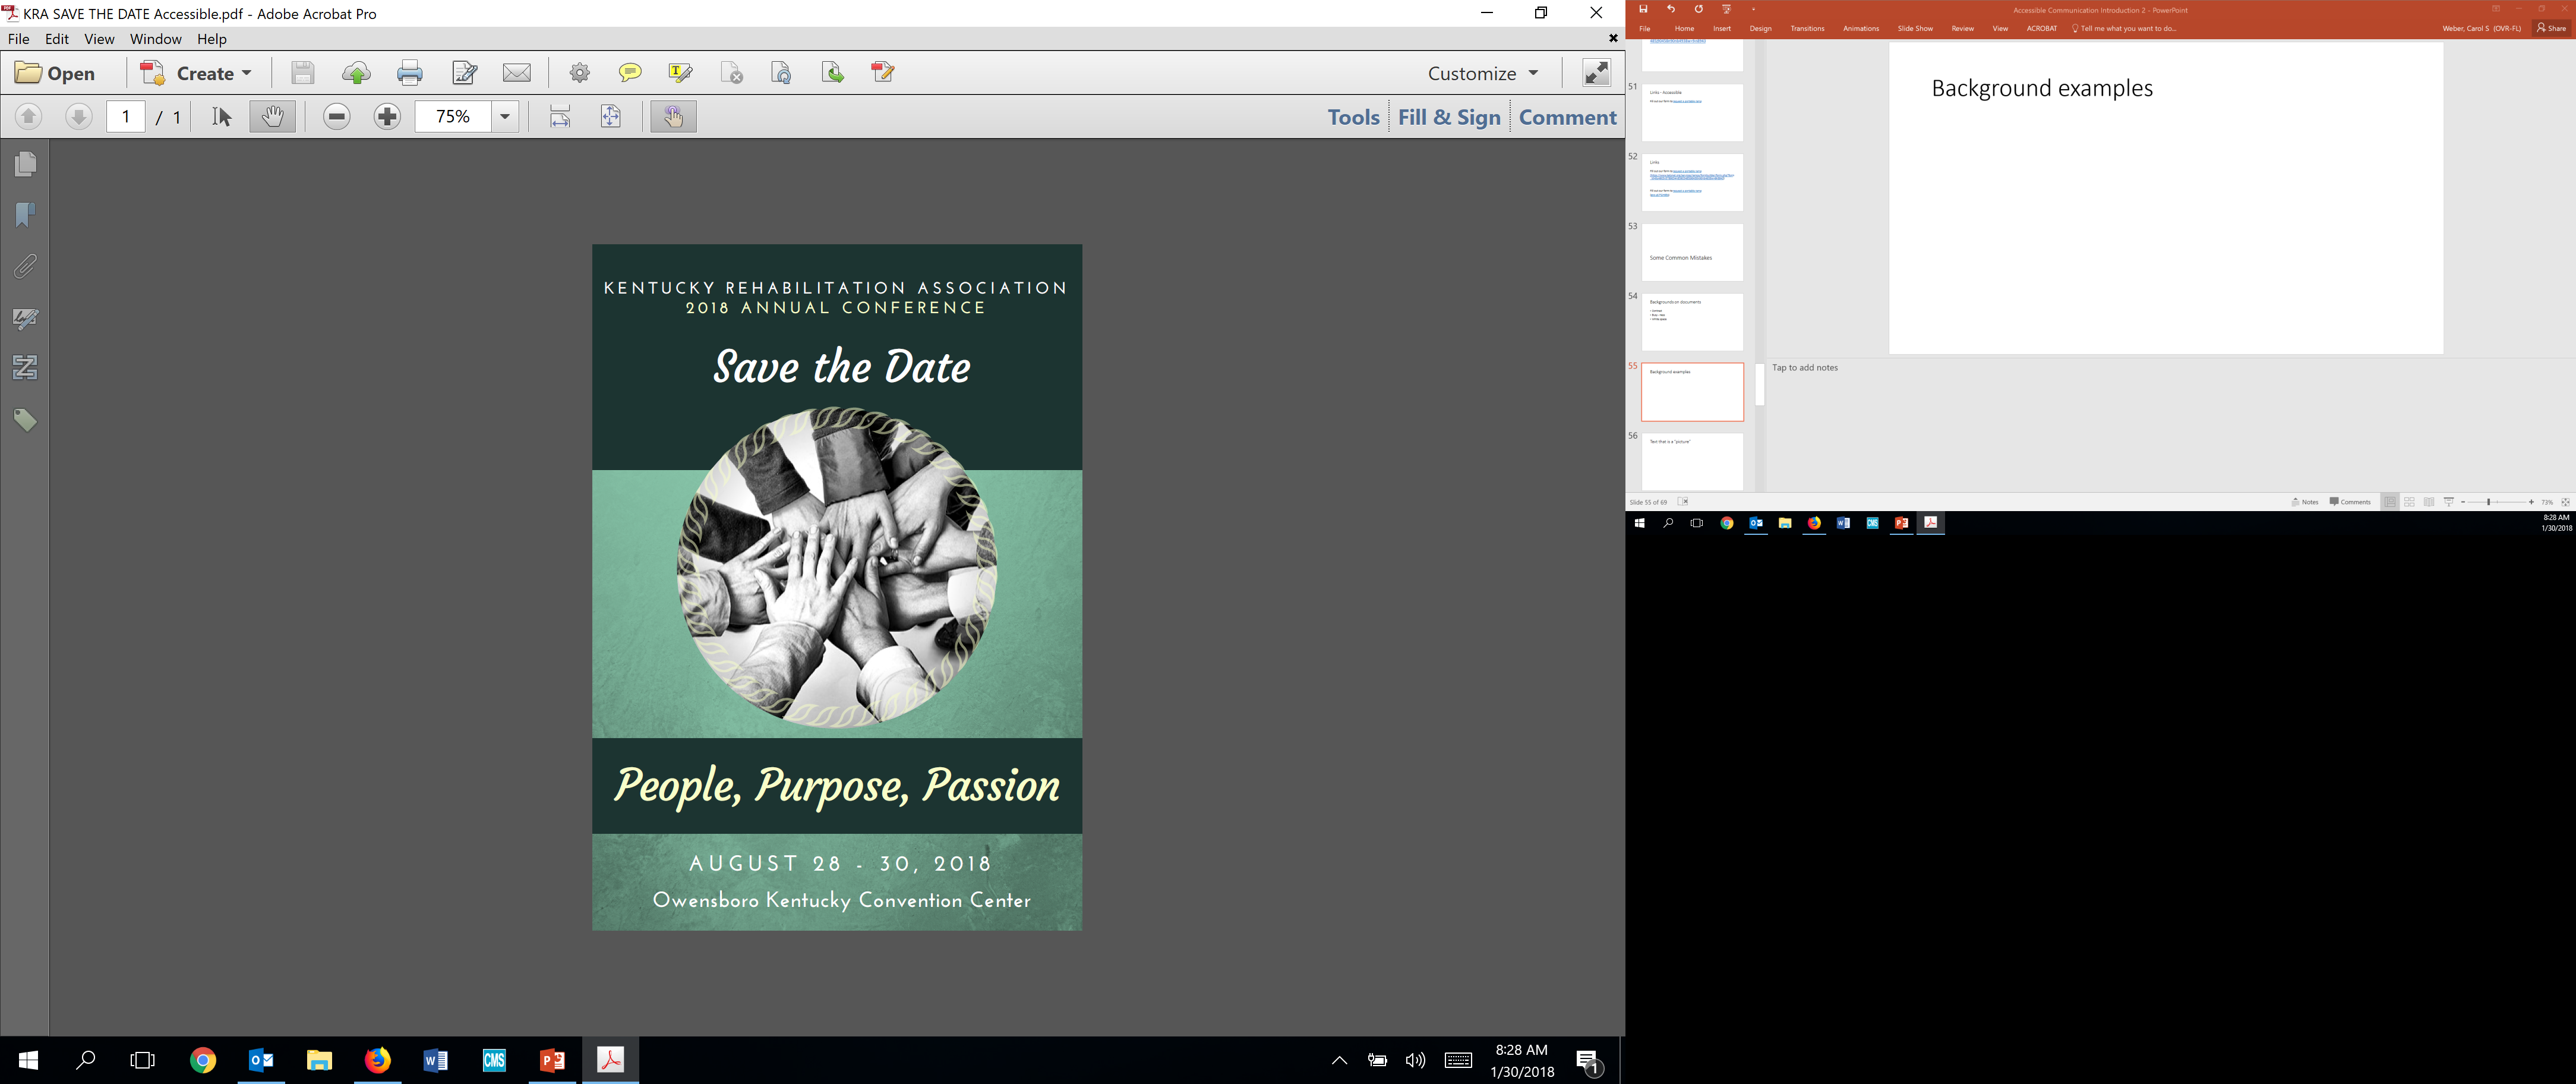 KRA SAVE THE DATE Accessible.pdf - Adobe Acrobat Pro
File Edit View Window Help
Open Create Customize
1 / 1 75% Tools Fill & Sign Comment
KENTUCKY REHABILITATION ASSOCIATION
2018 ANNUAL CONFERENCE
Save the Date
People, Purpose, Passion
AUGUST 28 - 30, 2018
Owensboro Kentucky Convention Center
8:28 AM
1/30/2018
1
Accessible Communication Introduction 2 - PowerPoint
File Home Insert Design Transitions Animations Slide Show Review View ACROBAT Tell me what you want to do... Weber, Carol S. (OVR-FL) Share
51
Links - Accessible
52
Links
53
Some Common Mistakes
54
Backgrounds on documents
55
Background examples
56
Text that is a "picture"
Background examples
Tap to add notes
Slide 55 of 69 Notes Comments 73%
8:28 AM
1/30/2018